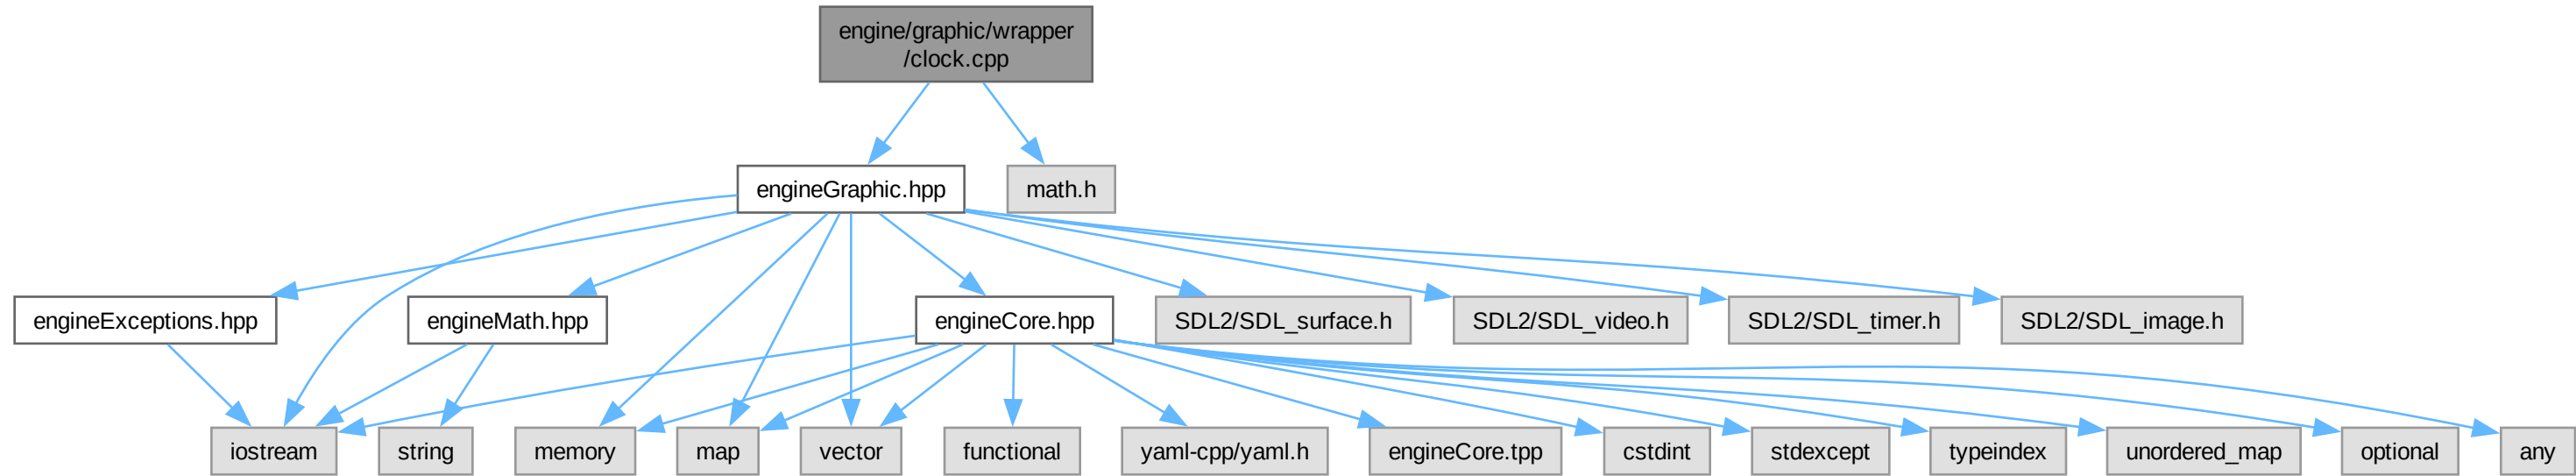 engine/graphic/wrapper
/clock.cpp
engineGraphic.hpp
math.h
engineExceptions.hpp
engineMath.hpp
engineCore.hpp
SDL2/SDL_surface.h
SDL2/SDL_video.h
SDL2/SDL_timer.h
SDL2/SDL_image.h
iostream
string
memory
map
vector
functional
yaml-cpp/yaml.h
engineCore.tpp
cstdint
stdexcept
typeindex
unordered_map
optional
any